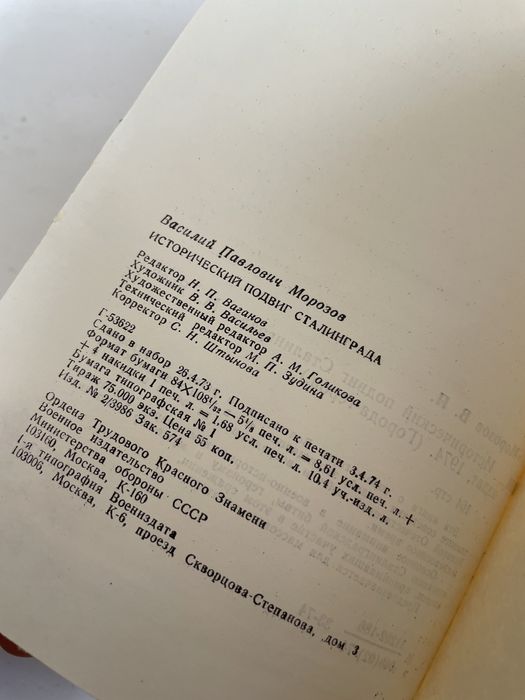 Василий Павлович Морозов
ИСТОРИЧЕСКИЙ ПОДВИГ СТАЛИНГРАДА
Редактор Н. П. Ваганов
Художник В. В. Васильев
Художественный редактор А. М. Голикова
Технический редактор М. П. Зудина
Корректор С. Н. Штыкова
Г-53622
Сдано в набор 26.4.73 г. Подписано к печати 3.4.74 г.
Формат бумаги 84×108¹/₃₂ — 5¹/₈ печ. л. = 8,61 усл. печ. л. +
+ 4 накидки 1 печ. л. = 1,68 усл. печ. л. 10,4 уч.-изд. л.
Бумага типографская № 1
Тираж 75.000 экз. Цена 55 коп.
Изд. № 2/3986 Зак. 574
Ордена Трудового Красного Знамени
Военное издательство
Министерства обороны СССР
103160 Москва, К-160
1-я типография Воениздата
103006, Москва, К-6, проезд Скворцова-Степанова, дом 3